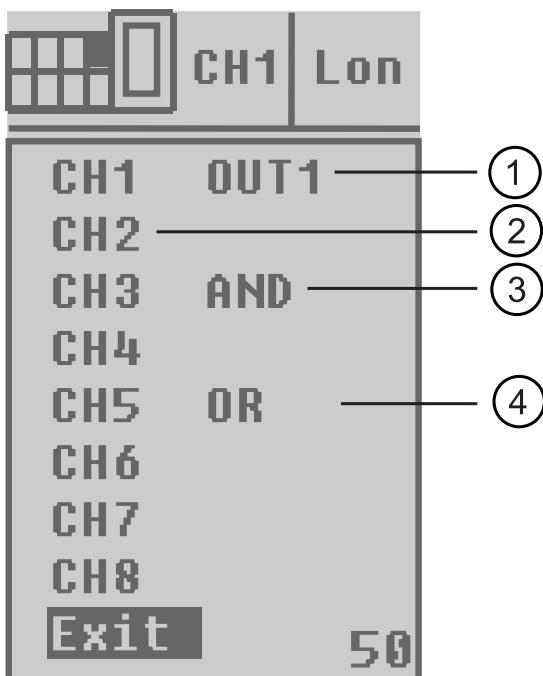 CH1 Lon
CH1 OUT1 1
CH2 2
CH3 AND 3
CH4
CH5 OR 4
CH6
CH7
CH8
Exit 50